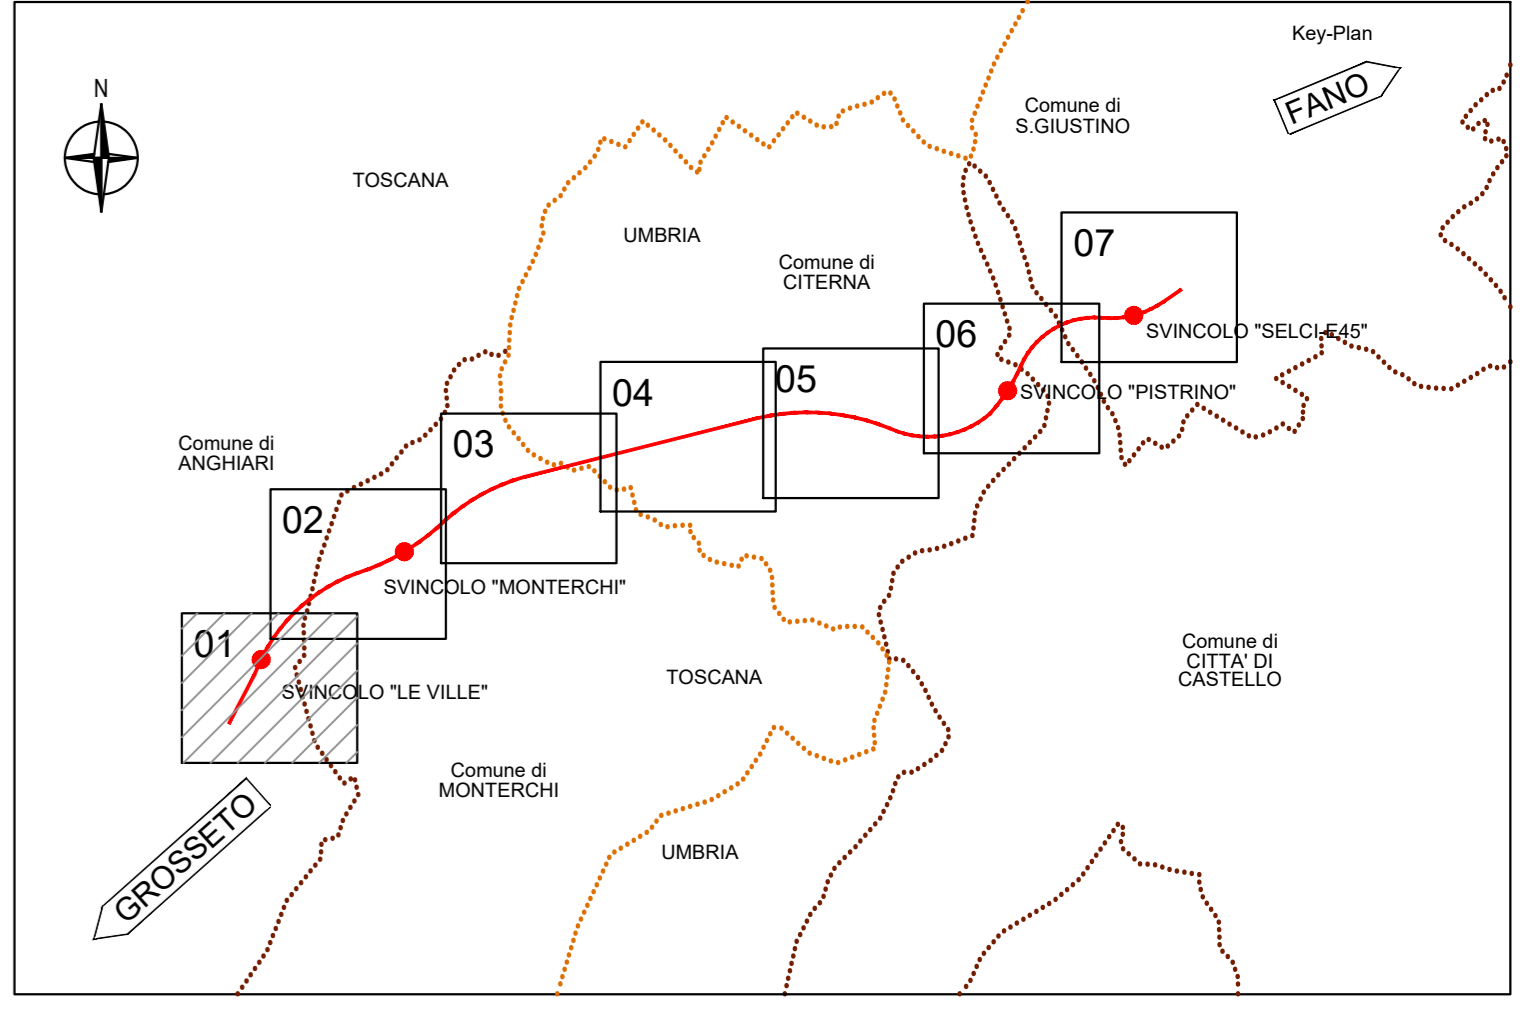 Key-Plan
N
FANO
Comune di
S.GIUSTINO
TOSCANA
UMBRIA
07
Comune di
CITERNA
06
SVINCOLO "SELCI-E45"
05
04
SVINCOLO "PISTRINO"
03
Comune di
ANGHIARI
02
SVINCOLO "MONTERCHI"
01
Comune di
CITTA' DI
CASTELLO
TOSCANA
SVINCOLO "LE VILLE"
Comune di
MONTERCHI
GROSSETO
UMBRIA